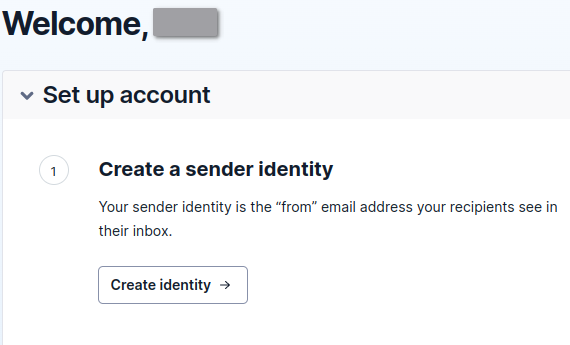 Welcome,
Set up account
1
Create a sender identity
Your sender identity is the “from” email address your recipients see in
their inbox.
Create identity →